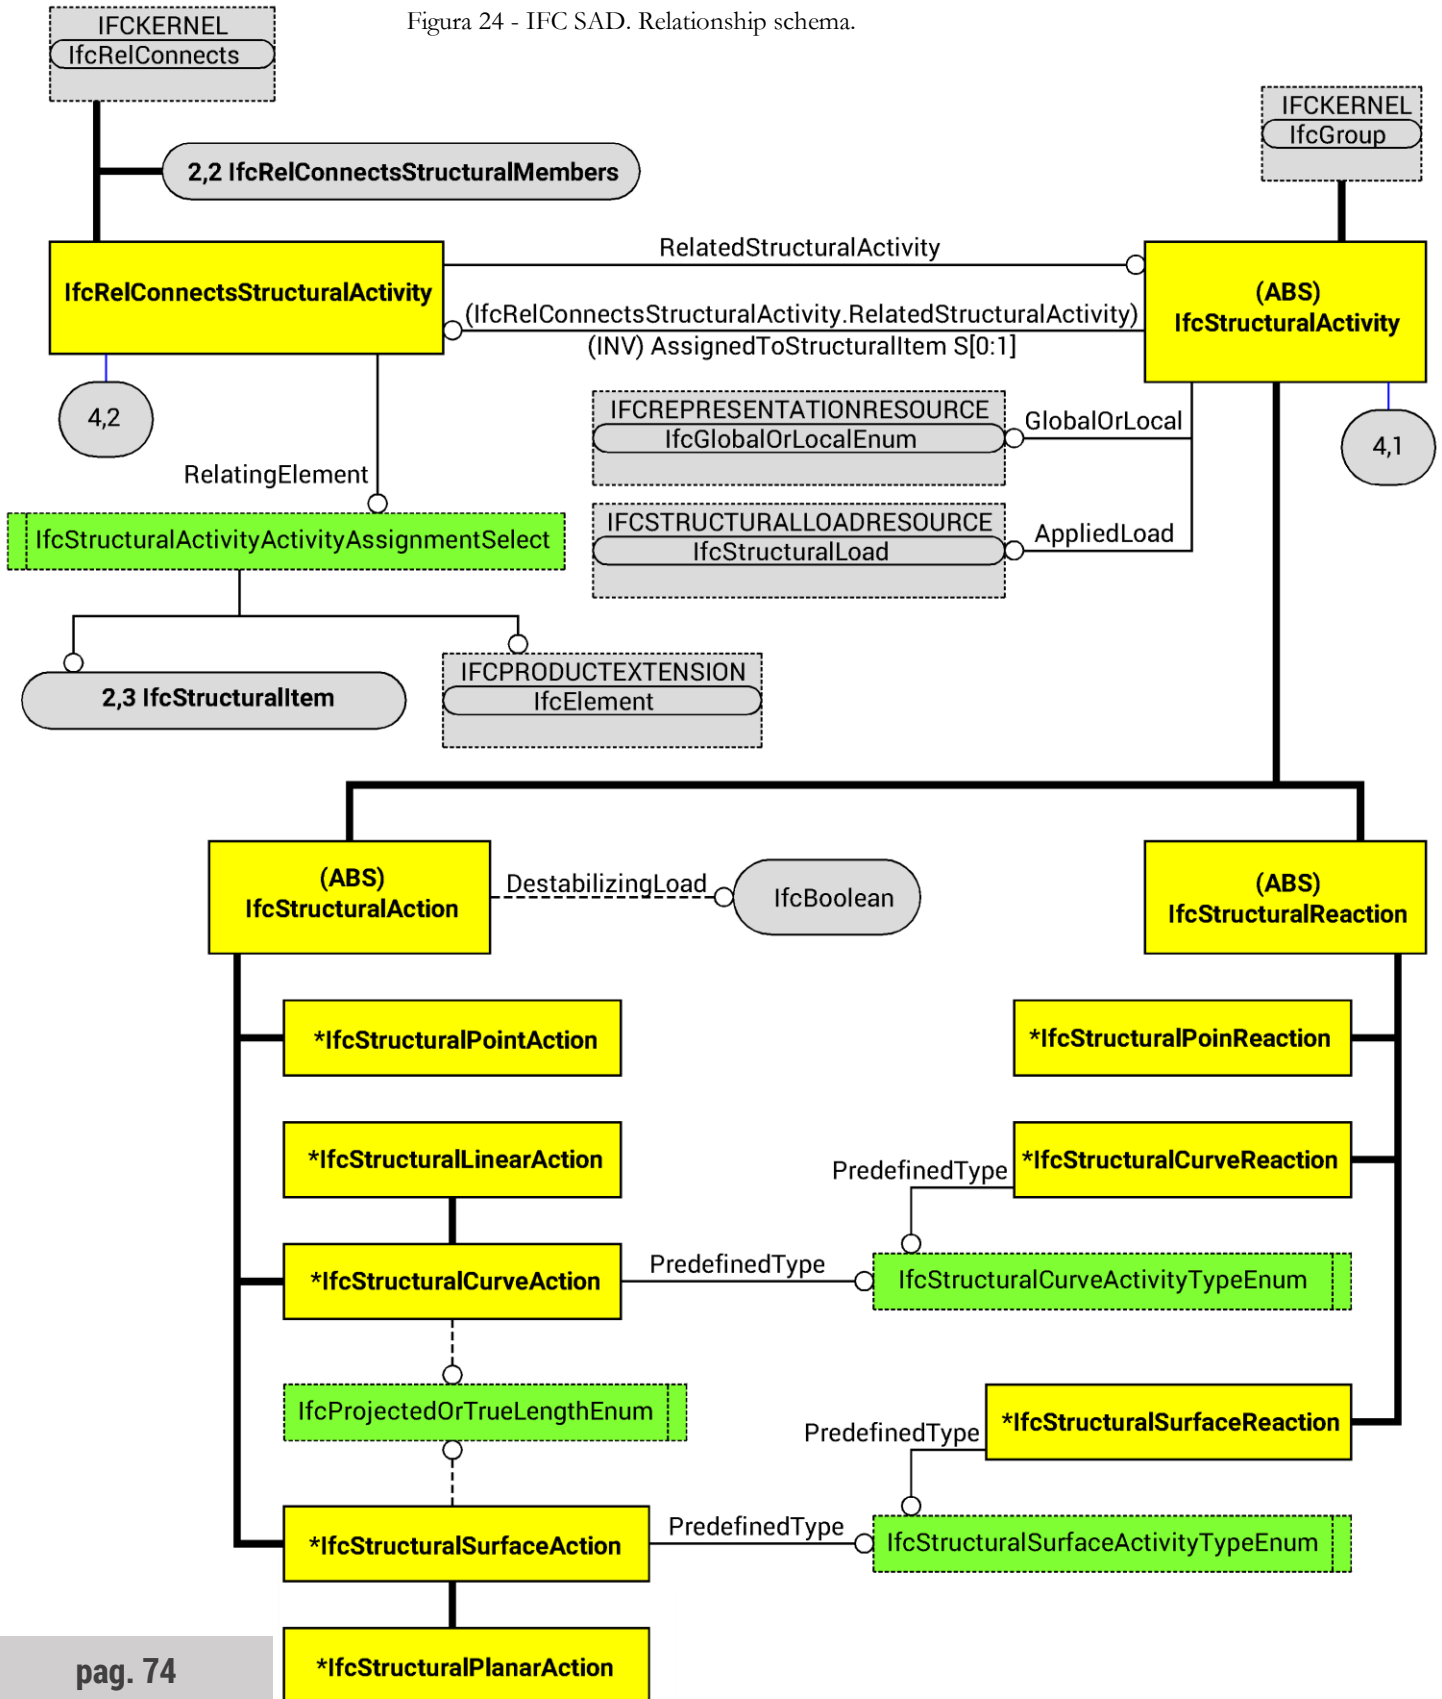 Figura 24 - IFC SAD. Relationship schema.
IFCKERNEL
IfcRelConnects
IFCKERNEL
IfcGroup
2,2 IfcRelConnectsStructuralMembers
RelatedStructuralActivity
IfcRelConnectsStructuralActivity
(ABS)
IfcStructuralActivity
(IfcRelConnectsStructuralActivity.RelatedStructuralActivity)
(INV) AssignedToStructuralItem S[0:1]
4,2
IFCREPRESENTATIONRESOURCE
IfcGlobalOrLocalEnum
GlobalOrLocal
4,1
RelatingElement
IFCSTRUCTURALLOADRESOURCE
IfcStructuralLoad
AppliedLoad
IfcStructuralActivityActivityAssignmentSelect
IFCPRODUCTEXTENSION
IfcElement
2,3 IfcStructuralItem
(ABS)
IfcStructuralAction
DestabilizingLoad
IfcBoolean
(ABS)
IfcStructuralReaction
*IfcStructuralPointAction
*IfcStructuralPoinReaction
*IfcStructuralLinearAction
PredefinedType
*IfcStructuralCurveReaction
*IfcStructuralCurveAction
PredefinedType
IfcStructuralCurveActivityTypeEnum
IfcProjectedOrTrueLengthEnum
PredefinedType
*IfcStructuralSurfaceReaction
*IfcStructuralSurfaceAction
PredefinedType
IfcStructuralSurfaceActivityTypeEnum
*IfcStructuralPlanarAction
pag. 74